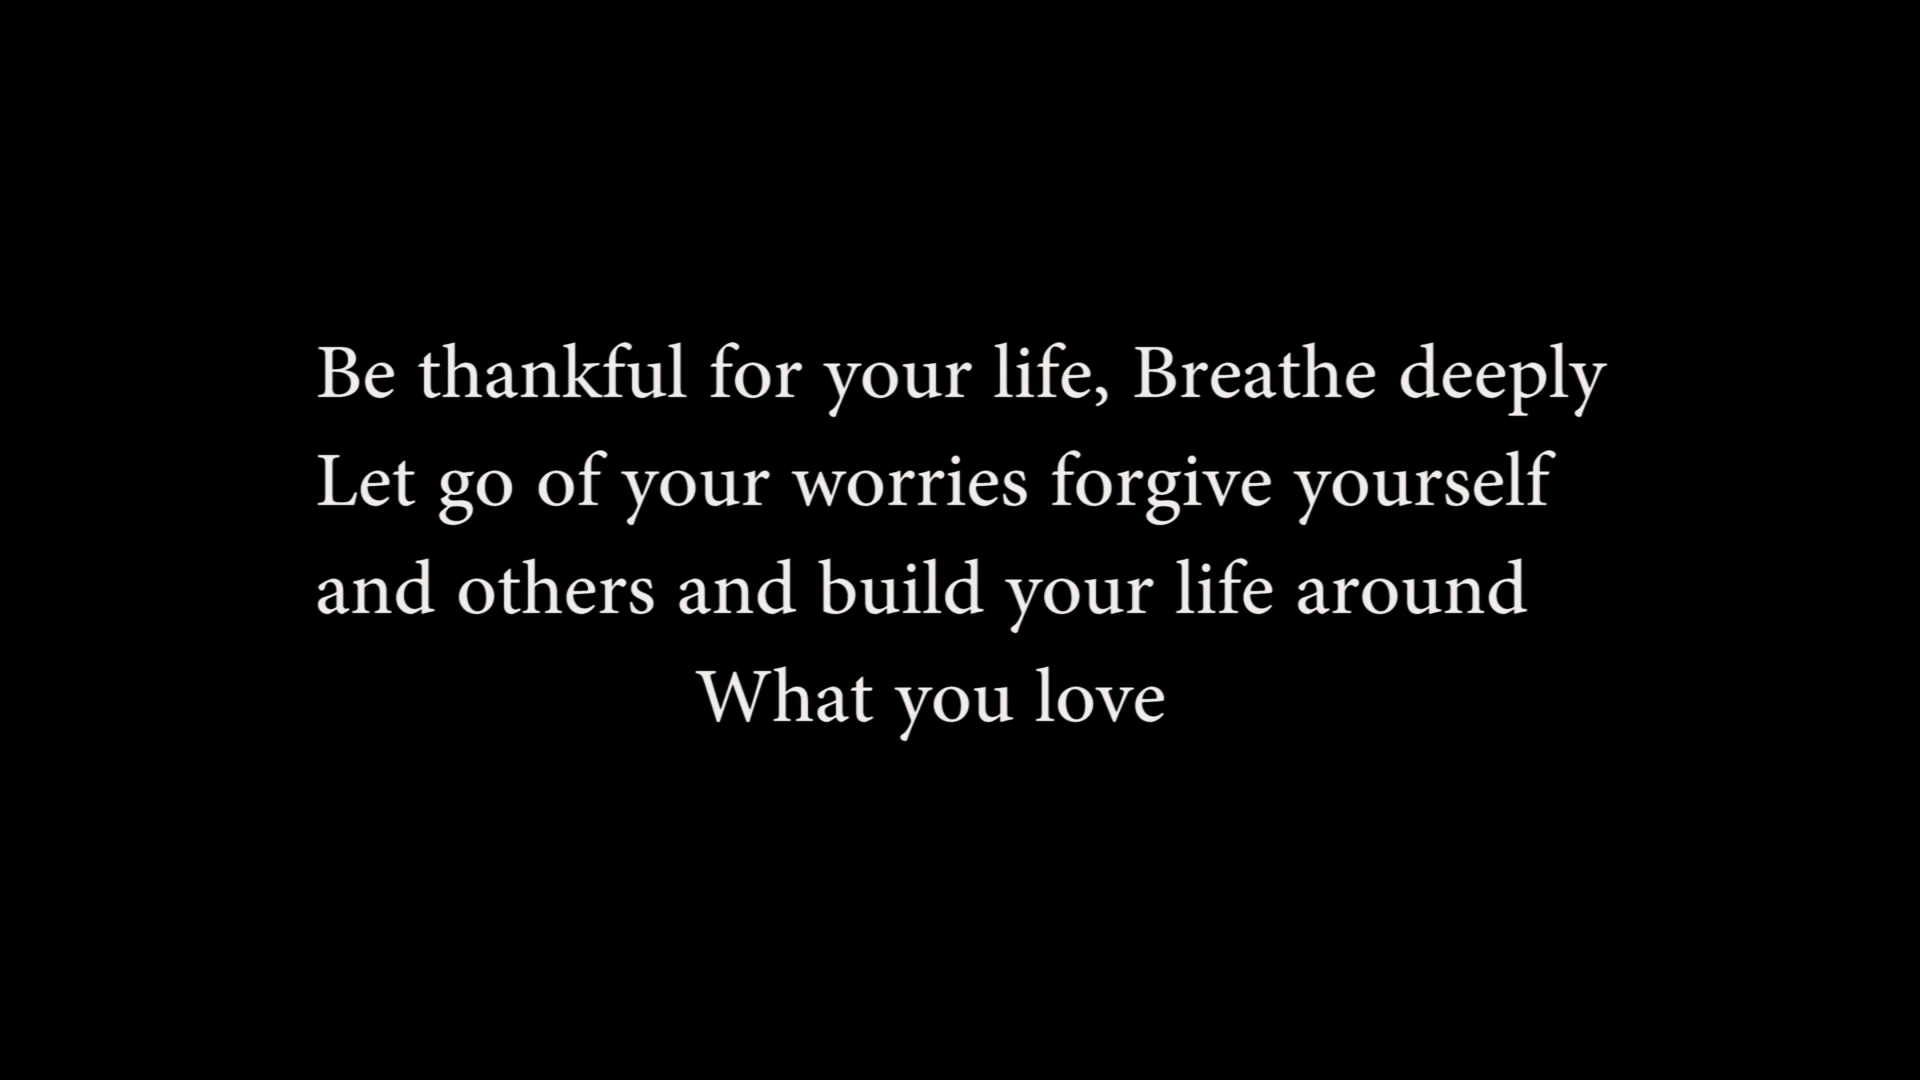 Be thankful for your life, Breathe deeply
Let go of your worries forgive yourself
and others and build your life around
What you love